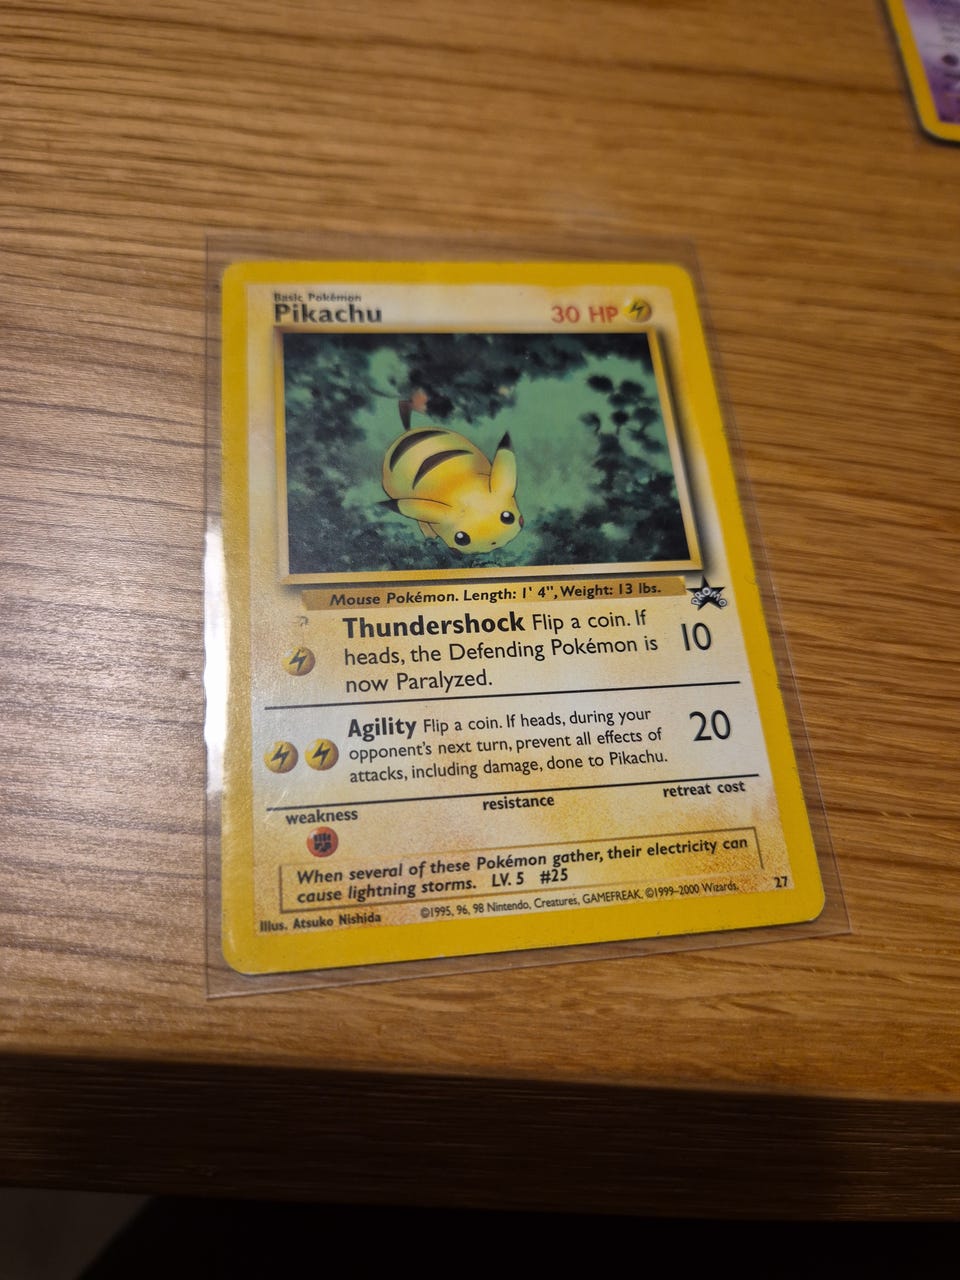 Basic Pokémon
Pikachu 30 HP
Mouse Pokémon. Length: 1' 4", Weight: 13 lbs.
PROMO
Thundershock Flip a coin. If
heads, the Defending Pokémon is
now Paralyzed.
10
Agility Flip a coin. If heads, during your
opponent's next turn, prevent all effects of
attacks, including damage, done to Pikachu.
20
weakness resistance retreat cost
When several of these Pokémon gather, their electricity can
cause lightning storms. LV. 5 #25
Illus. Atsuko Nishida ©1995, 96, 98 Nintendo, Creatures, GAMEFREAK. ©1999–2000 Wizards. 27